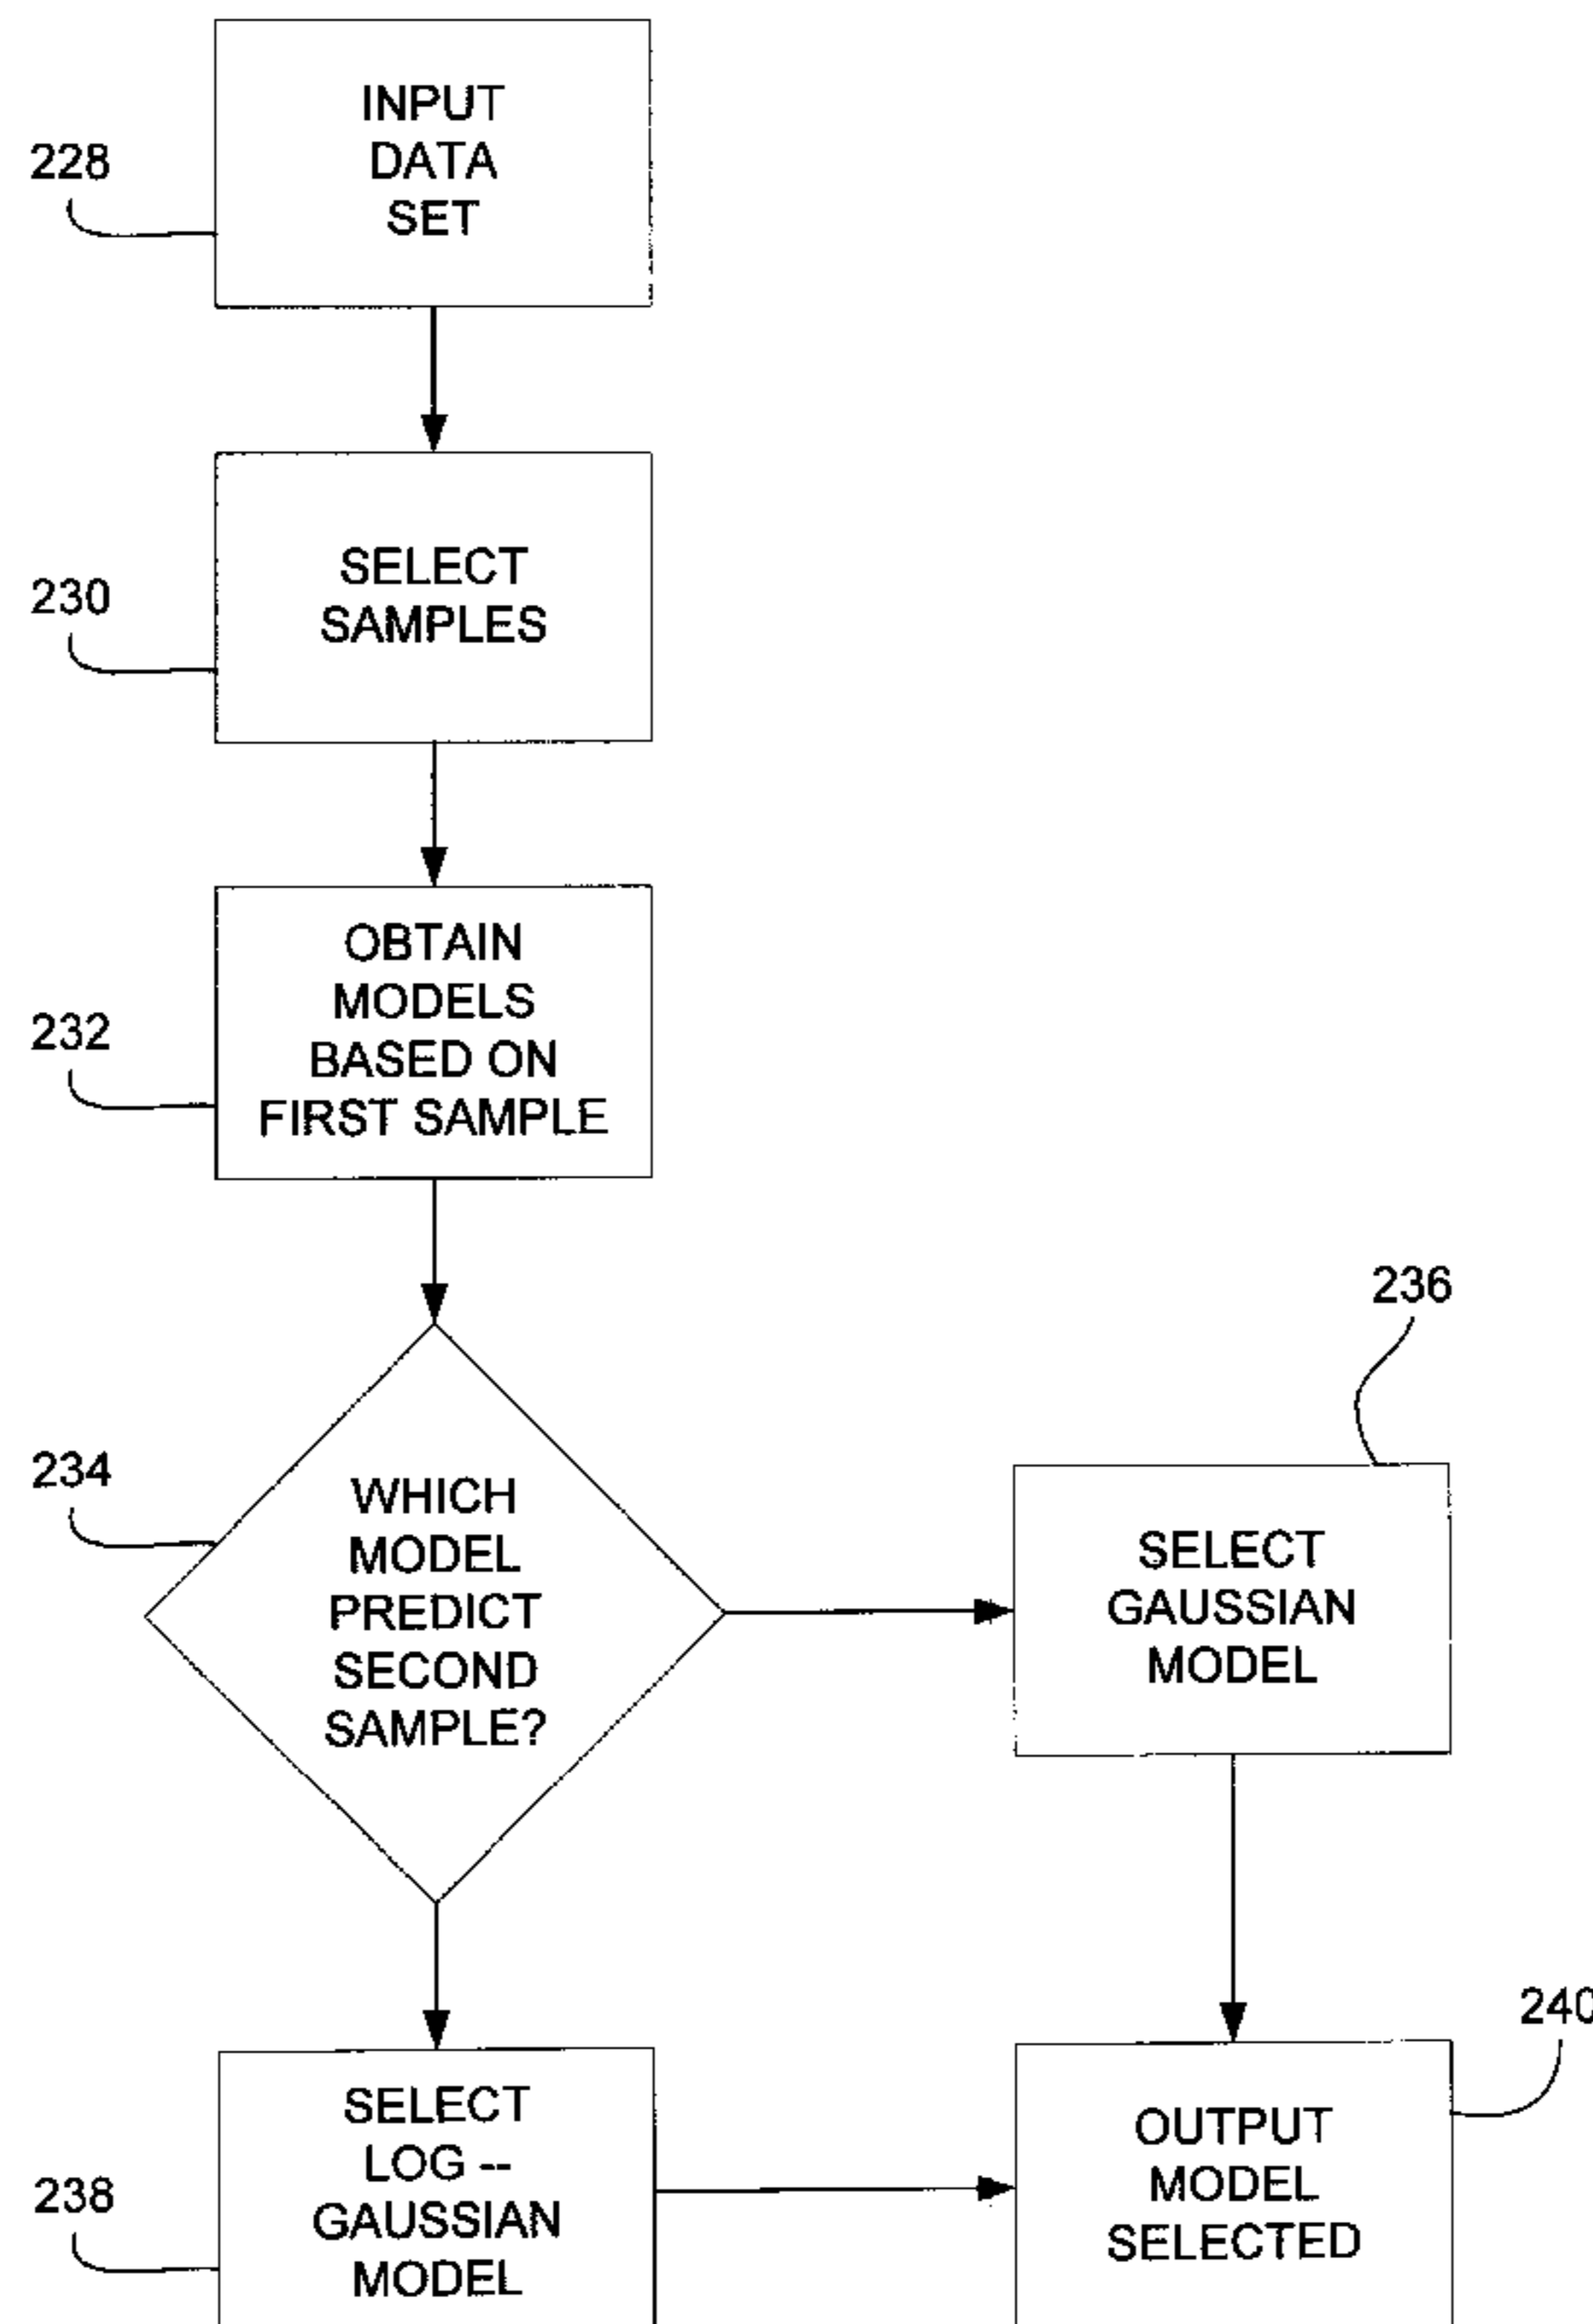 INPUT
DATA
SET
228
SELECT
SAMPLES
230
OBTAIN
MODELS
BASED ON
FIRST SAMPLE
232
236
234
WHICH
MODEL
PREDICT
SECOND
SAMPLE?
SELECT
GAUSSIAN
MODEL
240
SELECT
LOG --
GAUSSIAN
MODEL
238
OUTPUT
MODEL
SELECTED